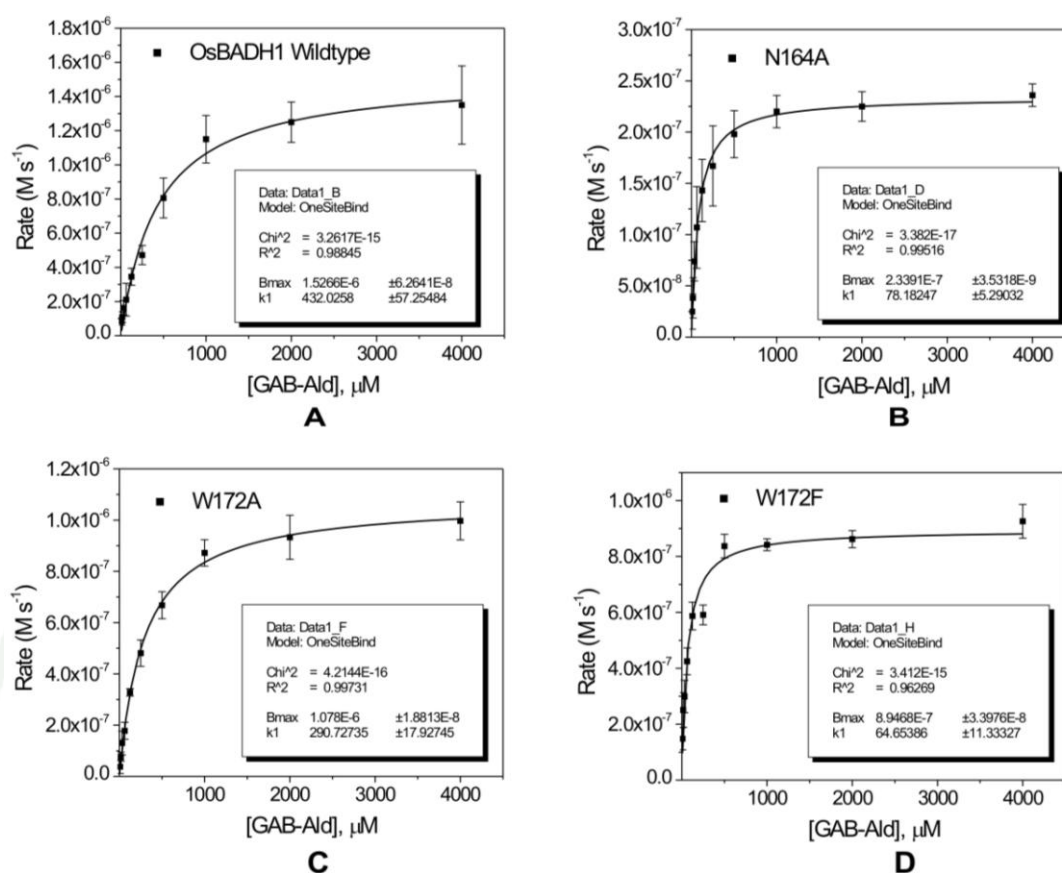 OsBADH1 Wildtype
Rate (M s⁻¹)
1.8x10⁻⁶
1.6x10⁻⁶
1.4x10⁻⁶
1.2x10⁻⁶
1.0x10⁻⁶
8.0x10⁻⁷
6.0x10⁻⁷
4.0x10⁻⁷
2.0x10⁻⁷
0.0
Data: Data1_B
Model: OneSiteBind
Chi^2 = 3.2617E-15
R^2 = 0.98845
Bmax 1.5266E-6 ±6.2641E-8
k1 432.0258 ±57.25484
1000 2000 3000 4000
[GAB-Ald], μM
A
N164A
Rate (M s⁻¹)
3.0x10⁻⁷
2.5x10⁻⁷
2.0x10⁻⁷
1.5x10⁻⁷
1.0x10⁻⁷
5.0x10⁻⁸
0.0
Data: Data1_D
Model: OneSiteBind
Chi^2 = 3.382E-17
R^2 = 0.99516
Bmax 2.3391E-7 ±3.5318E-9
k1 78.18247 ±5.29032
1000 2000 3000 4000
[GAB-Ald], μM
B
W172A
Rate (M s⁻¹)
1.2x10⁻⁶
1.0x10⁻⁶
8.0x10⁻⁷
6.0x10⁻⁷
4.0x10⁻⁷
2.0x10⁻⁷
0.0
Data: Data1_F
Model: OneSiteBind
Chi^2 = 4.2144E-16
R^2 = 0.99731
Bmax 1.078E-6 ±1.8813E-8
k1 290.72735 ±17.92745
1000 2000 3000 4000
[GAB-Ald], μM
C
W172F
Rate (M s⁻¹)
1.0x10⁻⁶
8.0x10⁻⁷
6.0x10⁻⁷
4.0x10⁻⁷
2.0x10⁻⁷
0.0
Data: Data1_H
Model: OneSiteBind
Chi^2 = 3.412E-15
R^2 = 0.96269
Bmax 8.9468E-7 ±3.3976E-8
k1 64.65386 ±11.33327
1000 2000 3000 4000
[GAB-Ald], μM
D